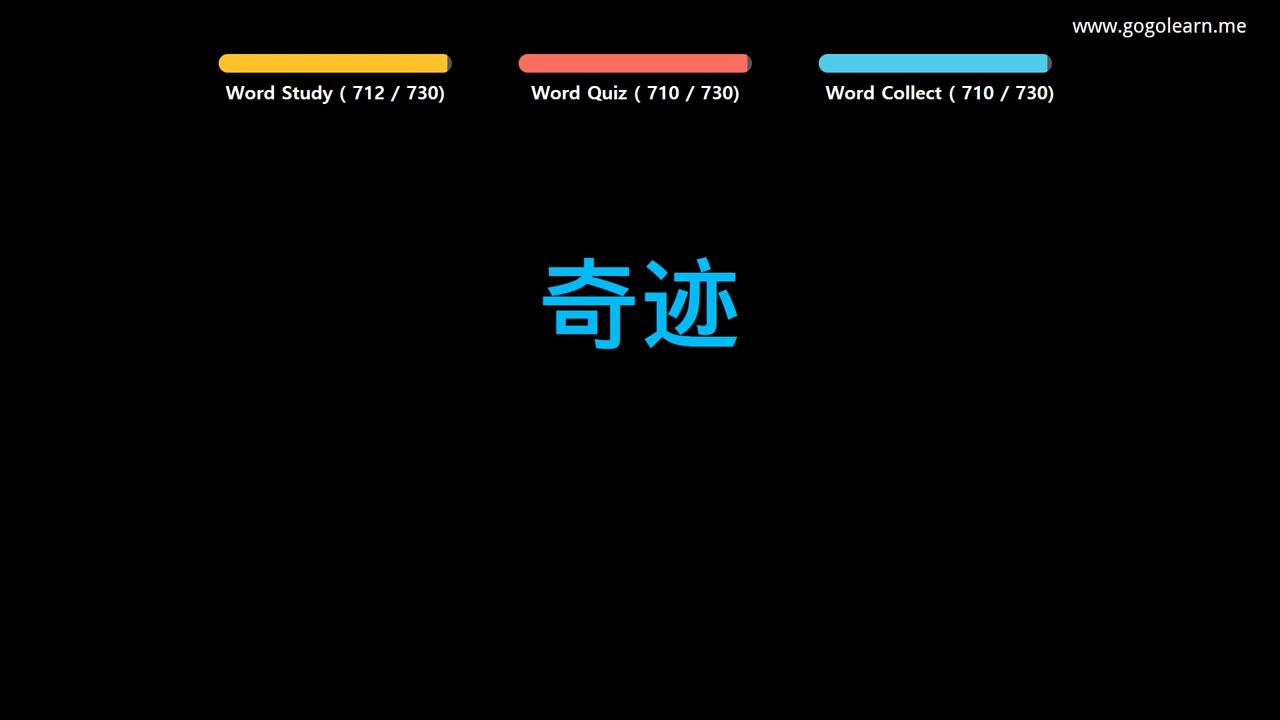 www.gogolearn.me
Word Study ( 712 / 730)
Word Quiz ( 710 / 730)
Word Collect ( 710 / 730)
奇迹